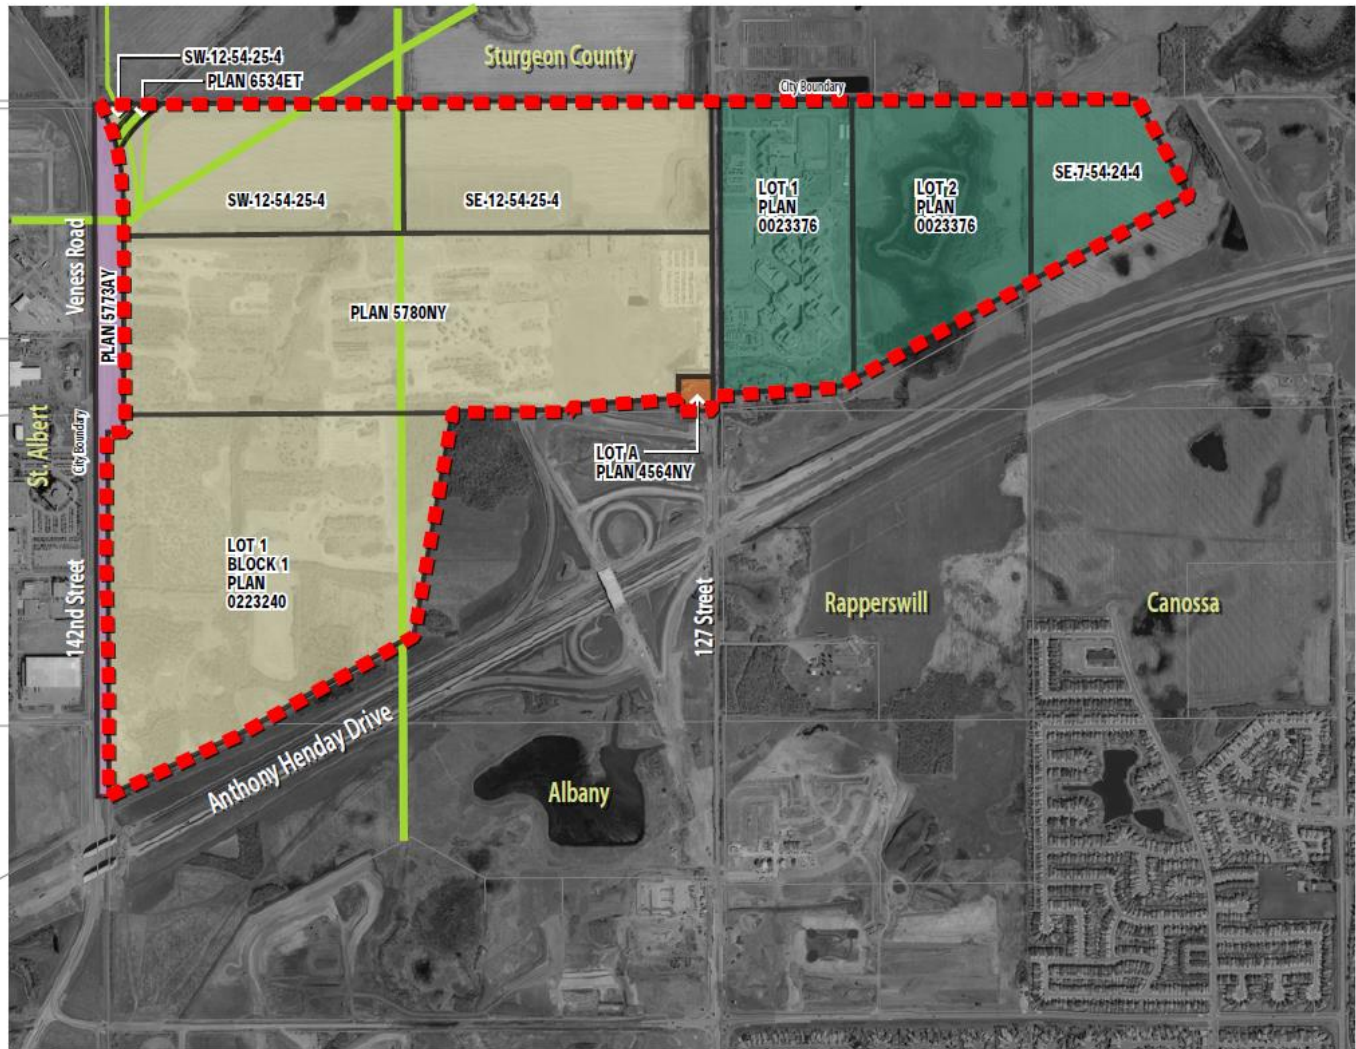 Sturgeon County
SW-12-54-25-4
PLAN 6534ET
City Boundary
SW-12-54-25-4
SE-12-54-25-4
LOT 1
PLAN
0023376
LOT 2
PLAN
0023376
SE-7-54-24-4
Veness Road
PLAN 5773AY
PLAN 5780NY
St. Albert
City Boundary
LOT A
PLAN 4564NY
LOT 1
BLOCK 1
PLAN
0223240
142nd Street
127 Street
Rapperswill
Canossa
Anthony Henday Drive
Albany